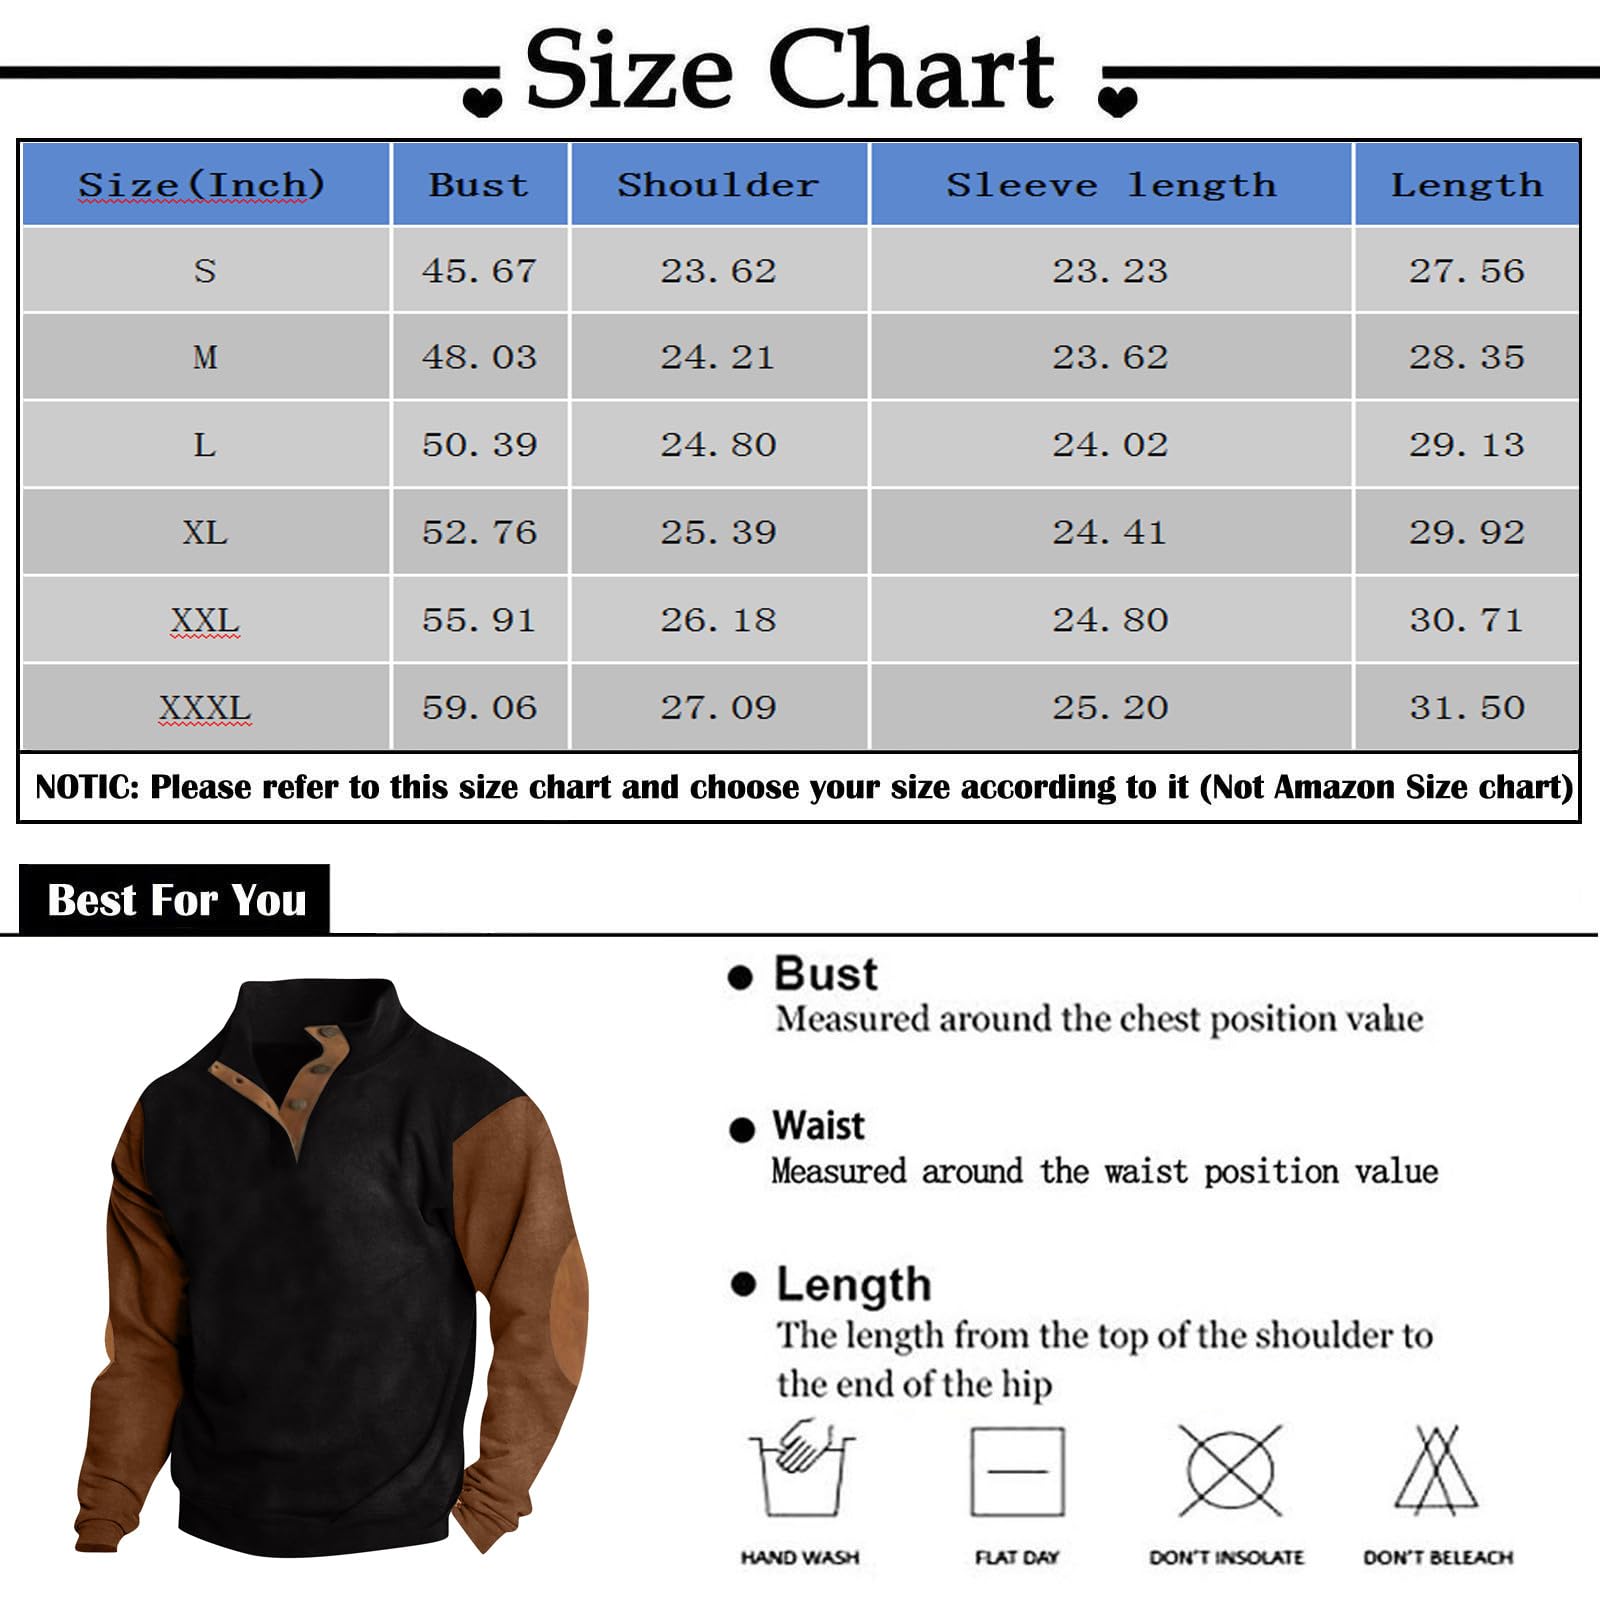 Size Chart
Size(Inch) Bust Shoulder Sleeve length Length
S 45.67 23.62 23.23 27.56
M 48.03 24.21 23.62 28.35
L 50.39 24.80 24.02 29.13
XL 52.76 25.39 24.41 29.92
XXL 55.91 26.18 24.80 30.71
XXXL 59.06 27.09 25.20 31.50
NOTIC: Please refer to this size chart and choose your size according to it (Not Amazon Size chart)
Best For You
Bust
Measured around the chest position value
Waist
Measured around the waist position value
Length
The length from the top of the shoulder to
the end of the hip
HAND WASH FLAT DAY DON'T INSOLATE DON'T BELEACH